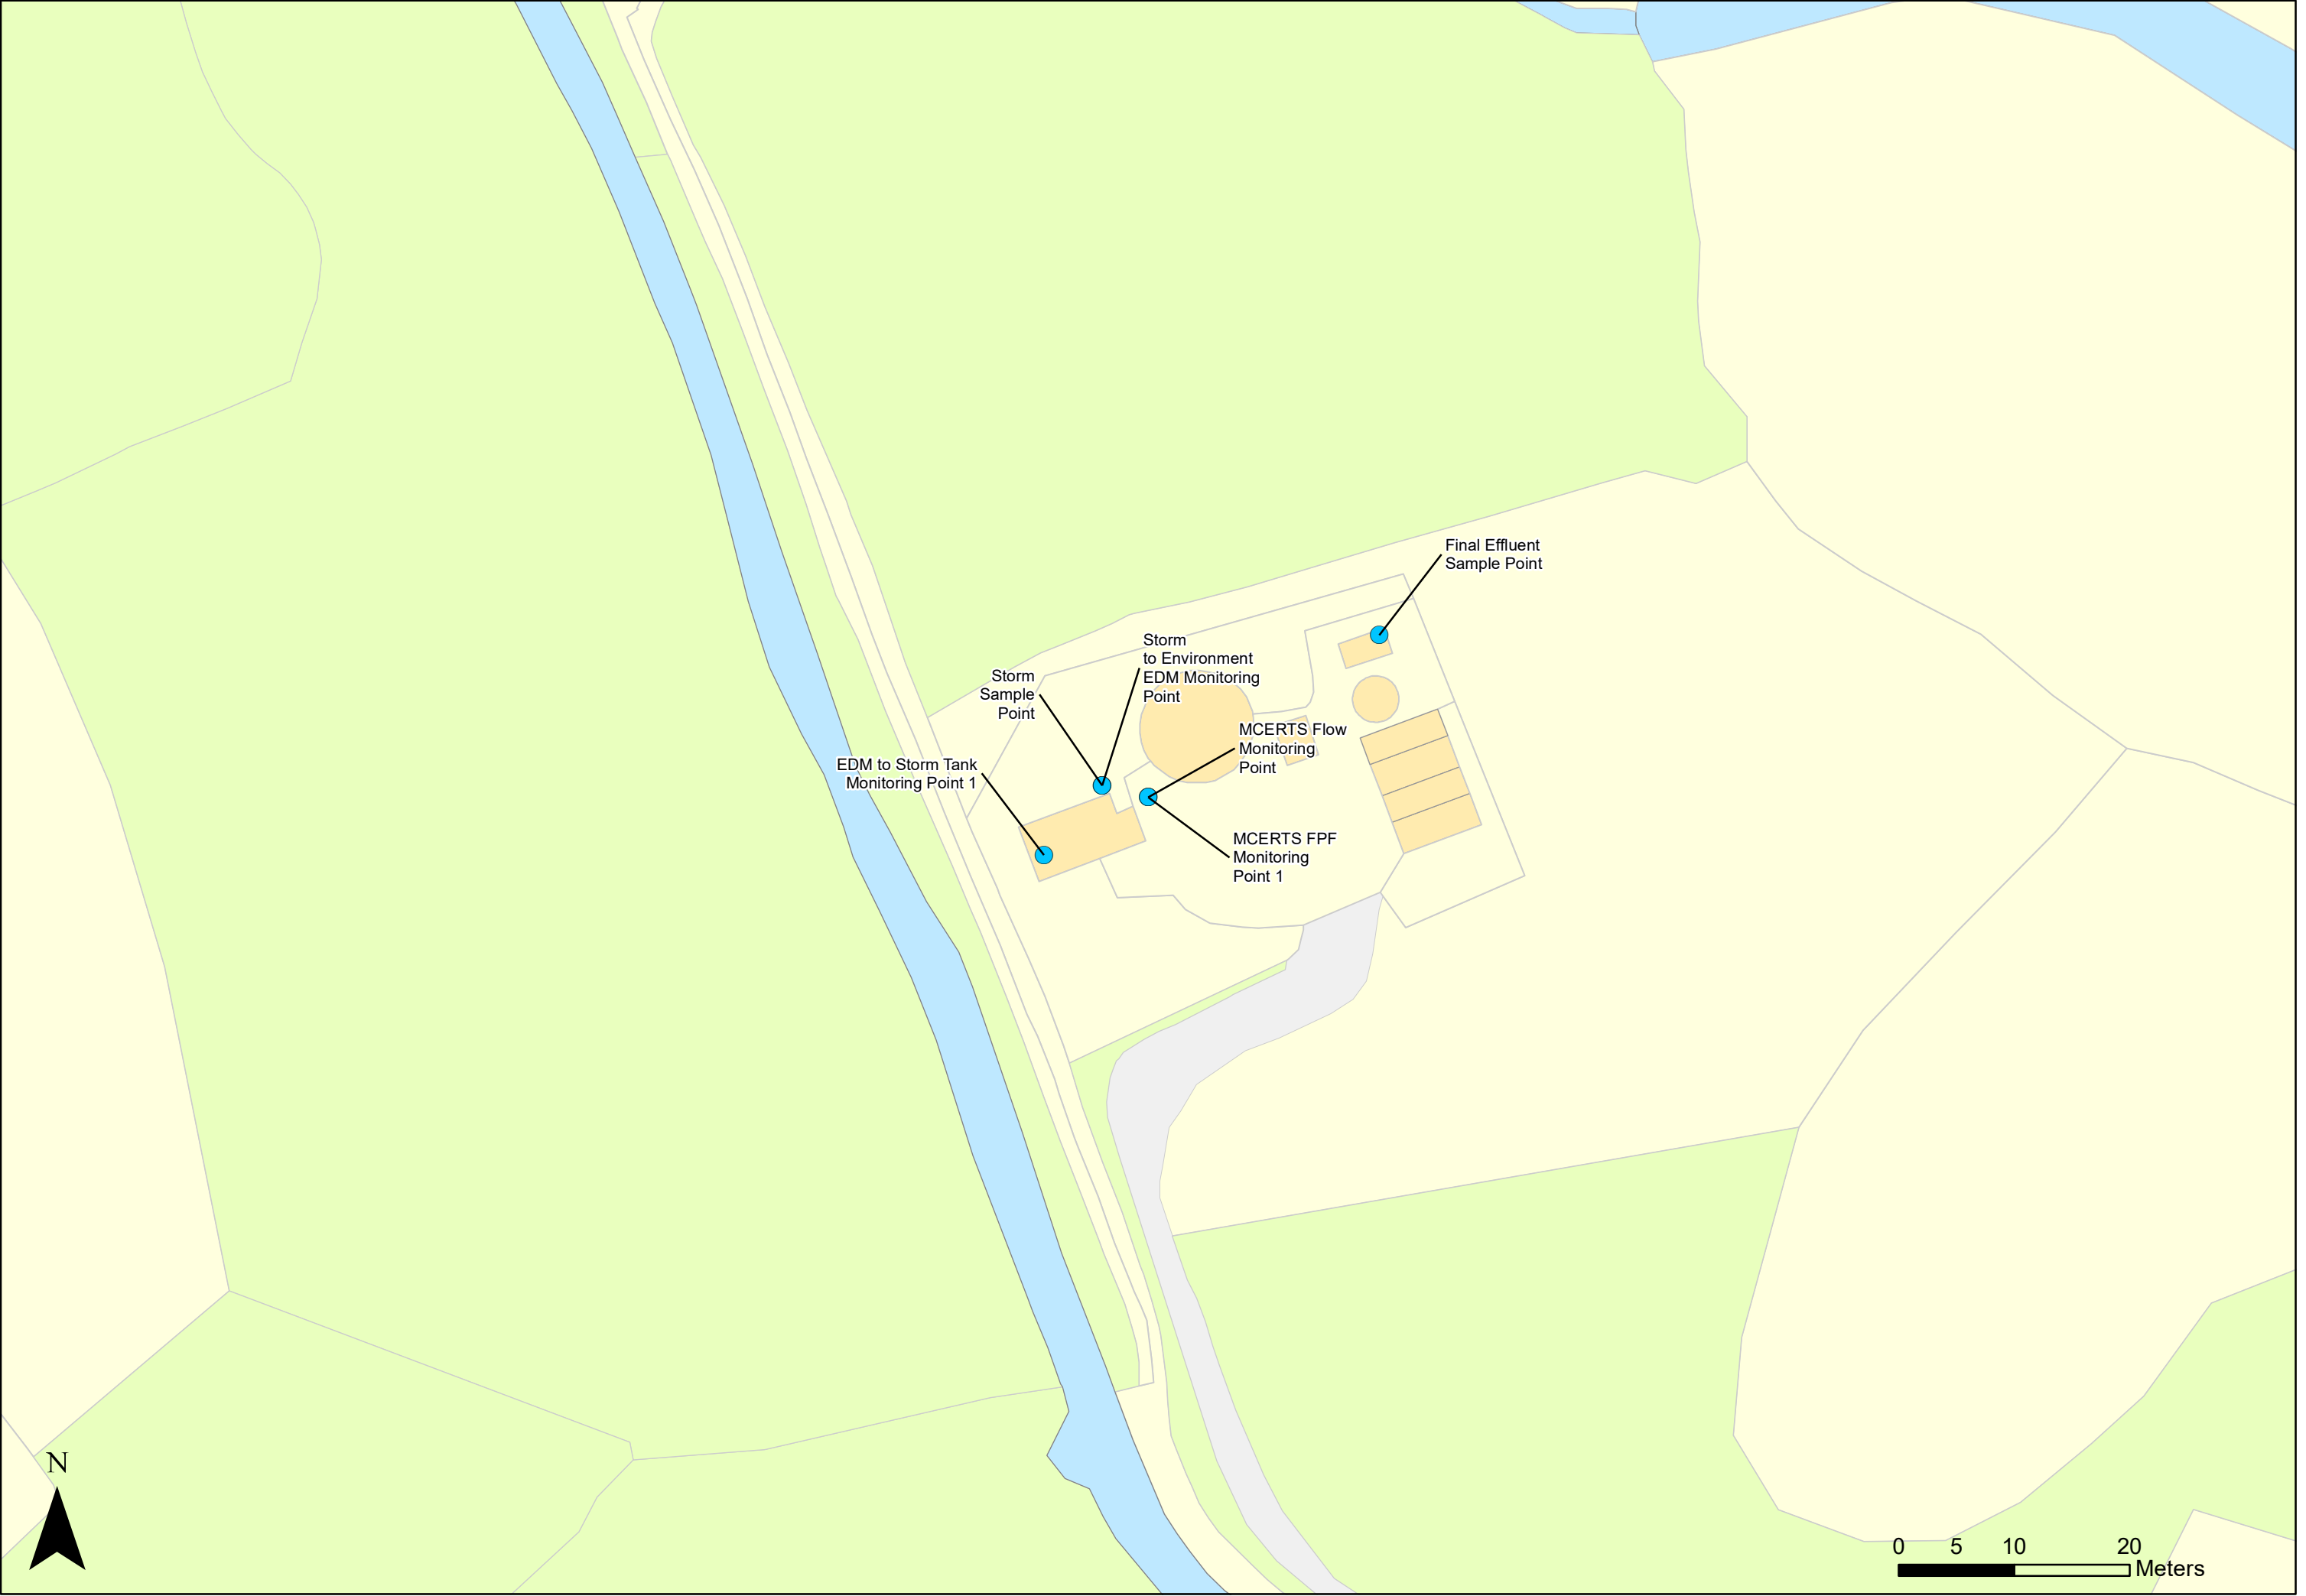 Final Effluent
Sample Point
Storm
to Environment
EDM Monitoring
Point
Storm
Sample
Point
MCERTS Flow
Monitoring
Point
EDM to Storm Tank
Monitoring Point 1
MCERTS FPF
Monitoring
Point 1
N
0 5 10 20
Meters